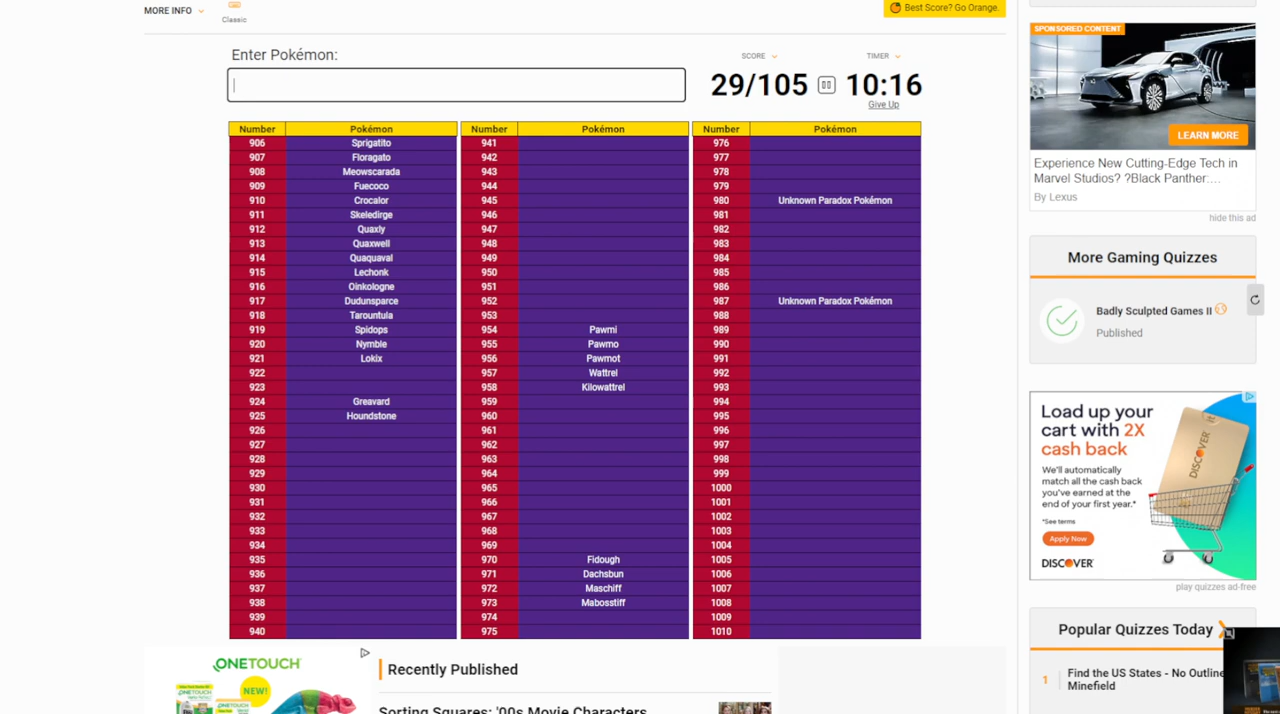 MORE INFO
Classic
Best Score? Go Orange.
Enter Pokémon:
SCORE
TIMER
29/105
10:16
Give Up
Number Pokémon Number Pokémon Number Pokémon
906 Sprigatito 941 976
907 Floragato 942 977
908 Meowscarada 943 978
909 Fuecoco 944 979
910 Crocalor 945 980 Unknown Paradox Pokémon
911 Skeledirge 946 981
912 Quaxly 947 982
913 Quaxwell 948 983
914 Quaquaval 949 984
915 Lechonk 950 985
916 Oinkologne 951 986
917 Dudunsparce 952 987 Unknown Paradox Pokémon
918 Tarountula 953 988
919 Spidops 954 Pawmi 989
920 Nymble 955 Pawmo 990
921 Lokix 956 Pawmot 991
922 957 Wattrel 992
923 958 Kilowattrel 993
924 Greavard 959 994
925 Houndstone 960 995
926 961 996
927 962 997
928 963 998
929 964 999
930 965 1000
931 966 1001
932 967 1002
933 968 1003
934 969 1004
935 970 Fidough 1005
936 971 Dachsbun 1006
937 972 Maschiff 1007
938 973 Mabosstiff 1008
939 974 1009
940 975 1010
ONETOUCH
NEW!
Recently Published
Sorting Squares: '00s Movie Characters
SPONSORED CONTENT
LEARN MORE
Experience New Cutting-Edge Tech in
Marvel Studios? ?Black Panther:...
By Lexus
hide this ad
More Gaming Quizzes
Badly Sculpted Games II
Published
Load up your
cart with 2X
cash back
We'll automatically
match all the cash back
you've earned at the
end of your first year.*
*See terms
Apply Now
DISCOVER
DISCOVER
play quizzes ad-free
Popular Quizzes Today
1 Find the US States - No Outline
Minefield